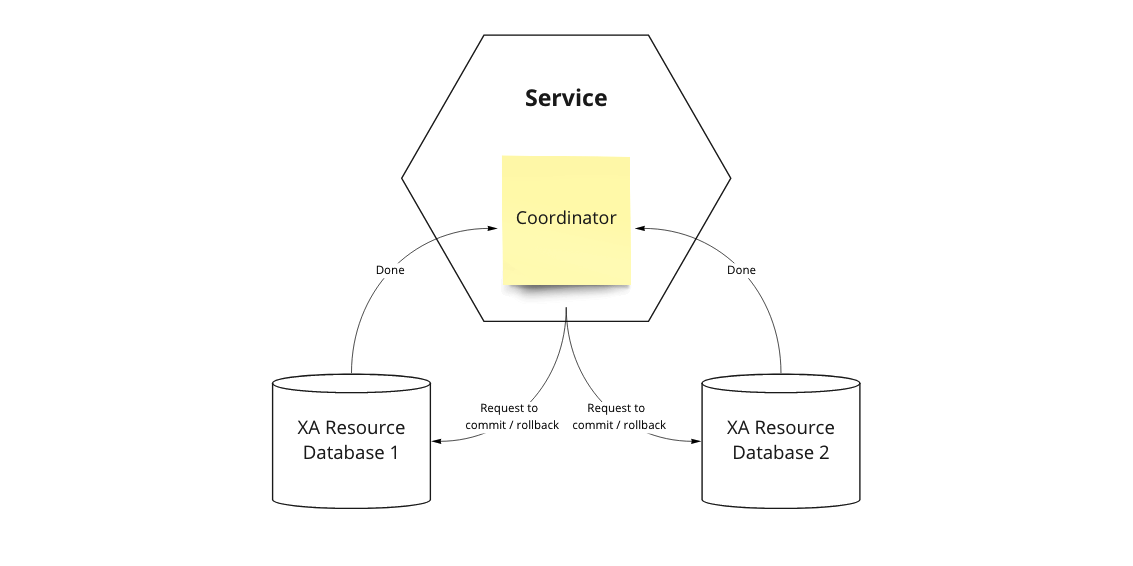 Service
Coordinator
Done
Done
Request to
commit / rollback
Request to
commit / rollback
XA Resource
Database 1
XA Resource
Database 2